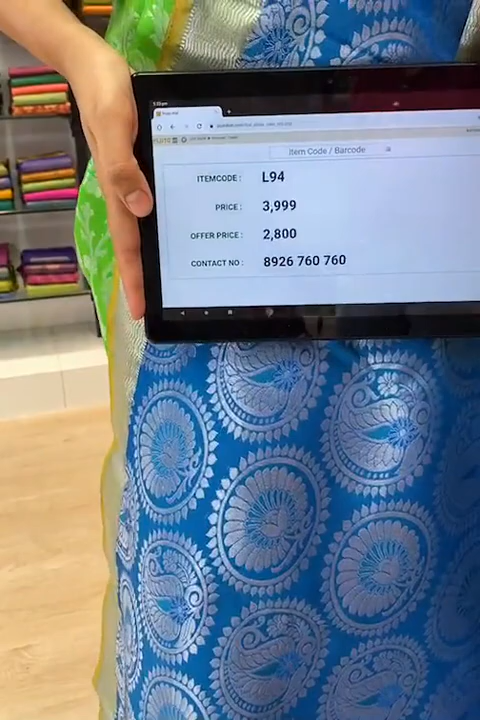 Item Code / Barcode
ITEMCODE : L94
PRICE : 3,999
OFFER PRICE : 2,800
CONTACT NO : 8926 760 760